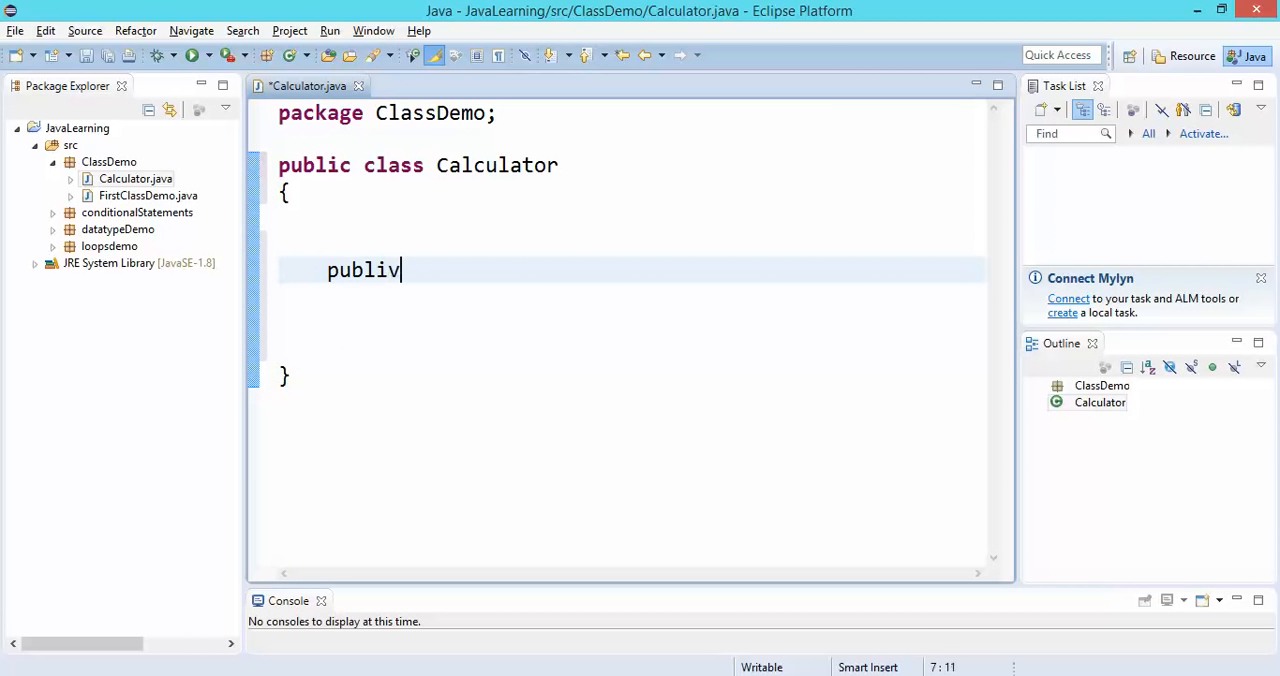 Java - JavaLearning/src/ClassDemo/Calculator.java - Eclipse Platform
File Edit Source Refactor Navigate Search Project Run Window Help
Quick Access Resource Java
Package Explorer
JavaLearning
src
ClassDemo
Calculator.java
FirstClassDemo.java
conditionalStatements
datatypeDemo
loopsdemo
JRE System Library [JavaSE-1.8]
*Calculator.java
package ClassDemo;
public class Calculator
{
publiv
}
Task List
Find All Activate...
Connect Mylyn
Connect to your task and ALM tools or
create a local task.
Outline
ClassDemo
Calculator
Console
No consoles to display at this time.
Writable Smart Insert 7 : 11